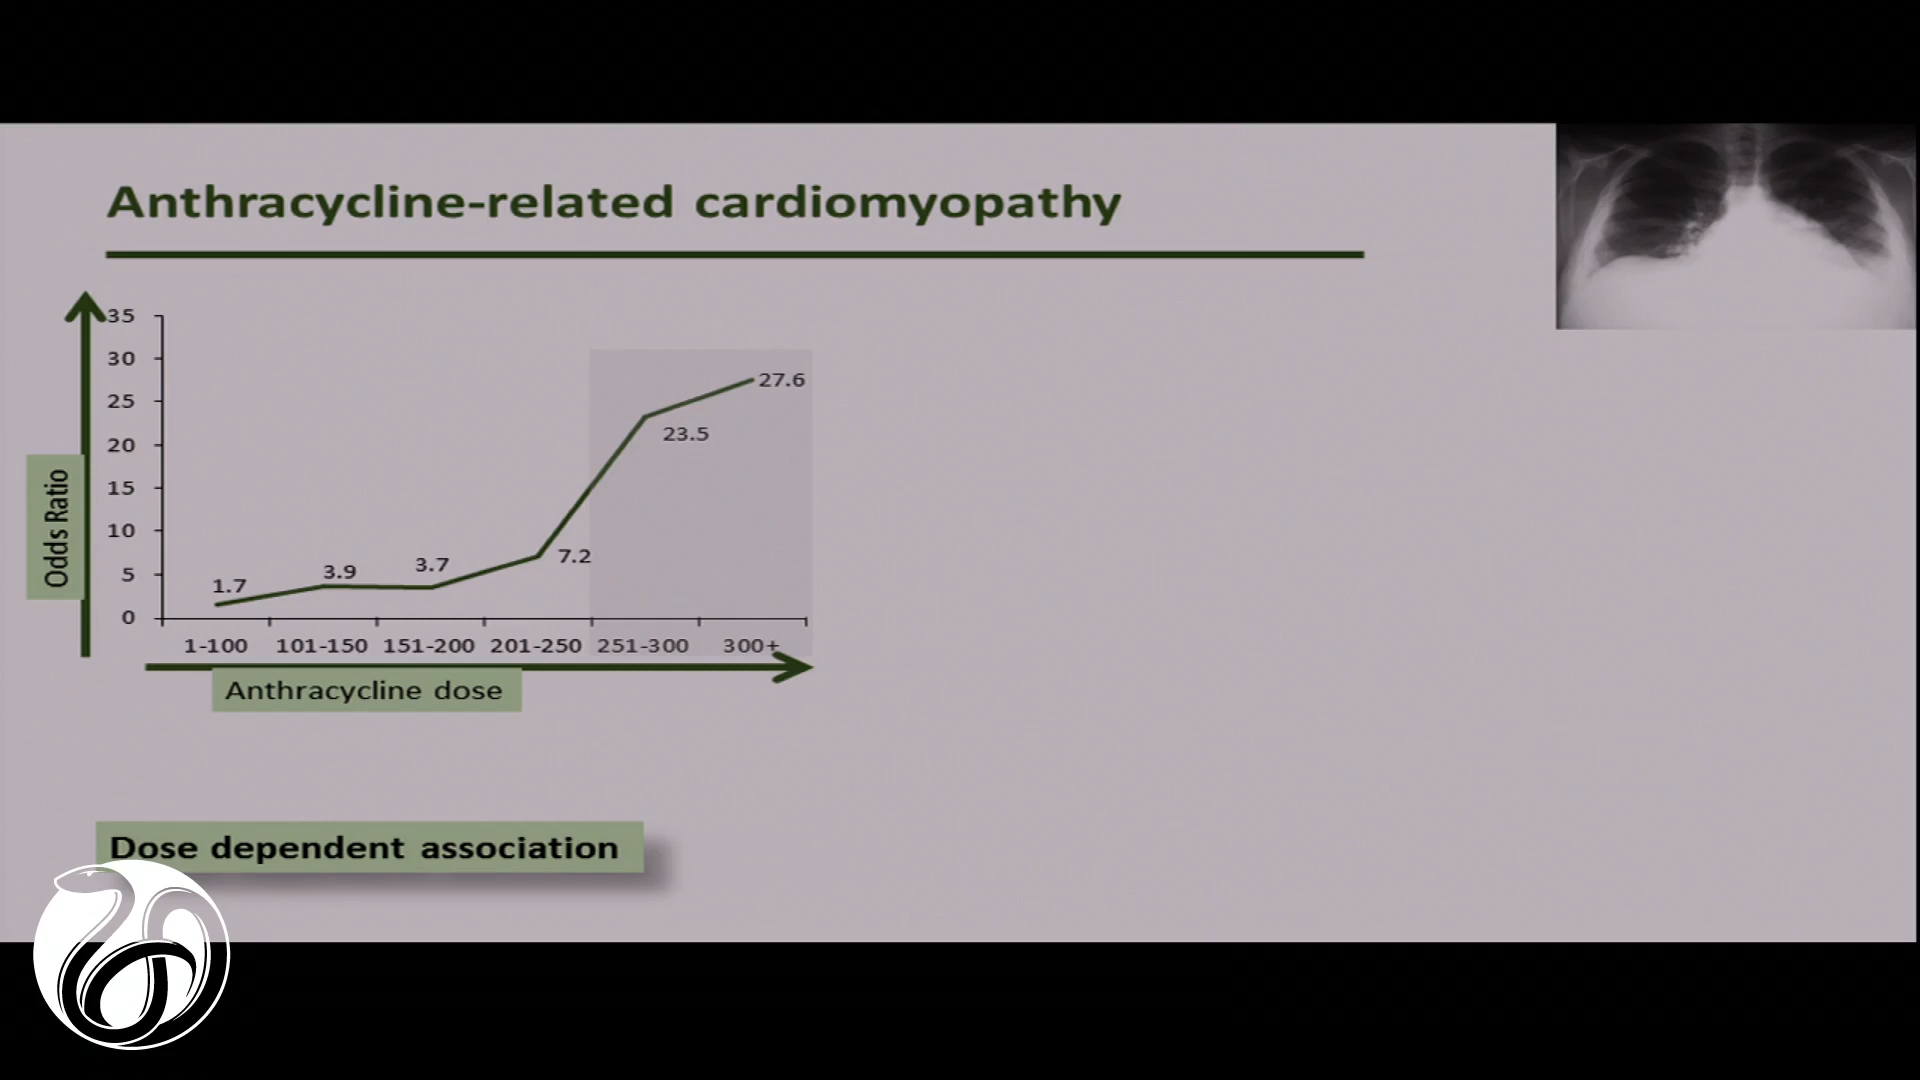 Anthracycline-related cardiomyopathy
35
30
25
20
15
10
5
0
Odds Ratio
1.7
3.9
3.7
7.2
23.5
27.6
1-100 101-150 151-200 201-250 251-300 300+
Anthracycline dose
Dose dependent association